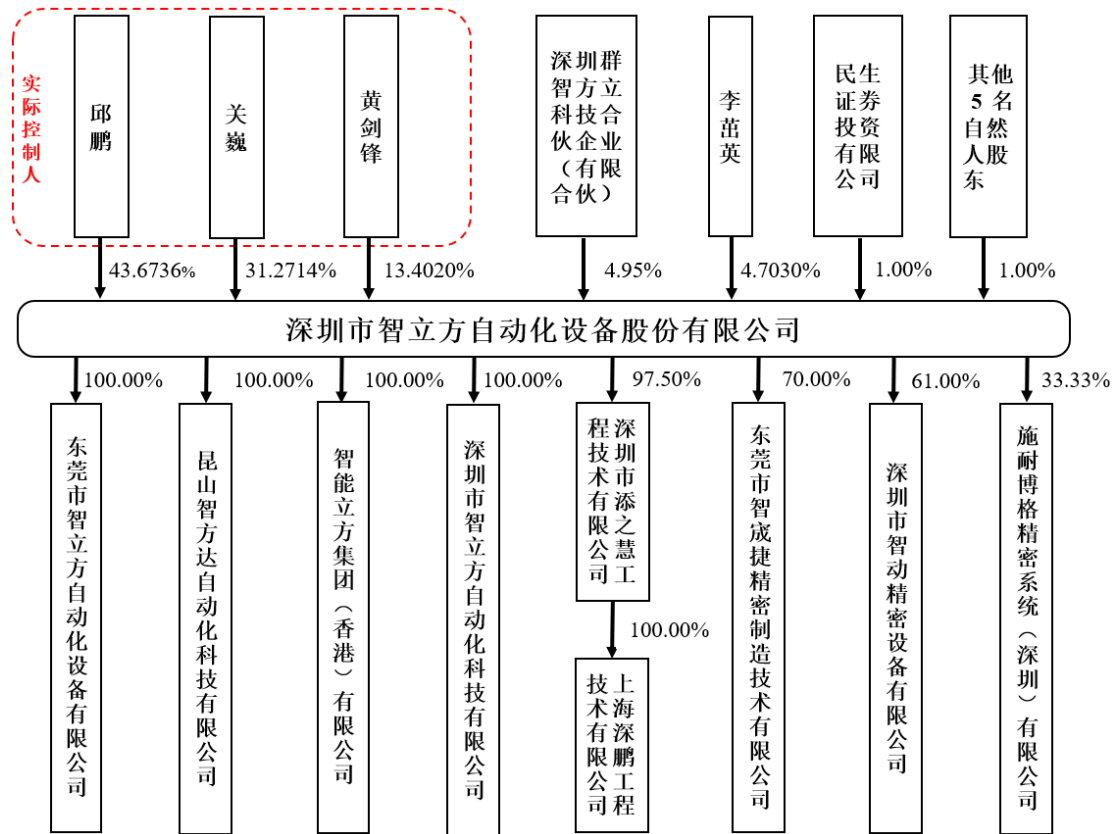 实际控制人
邱鹏
关巍
黄剑锋
深圳群
智方立
科技合
伙企业
（有限
合伙）
李茁英
民生
证券
投资
有限
公司
其他
5名
自然
人股
东
43.6736%
31.2714%
13.4020%
4.95%
4.7030%
1.00%
1.00%
深圳市智立方自动化设备股份有限公司
100.00%
100.00%
100.00%
100.00%
97.50%
70.00%
61.00%
33.33%
东莞市智立方自动化设备有限公司
昆山智方达自动化科技有限公司
智能立方集团（香港）有限公司
深圳市智立方自动化科技有限公司
深圳市添之慧工
程技术有限公司
100.00%
上海深鹏工程
技术有限公司
东莞市智宬捷精密制造技术有限公司
深圳市智动精密设备有限公司
施耐博格精密系统（深圳）有限公司